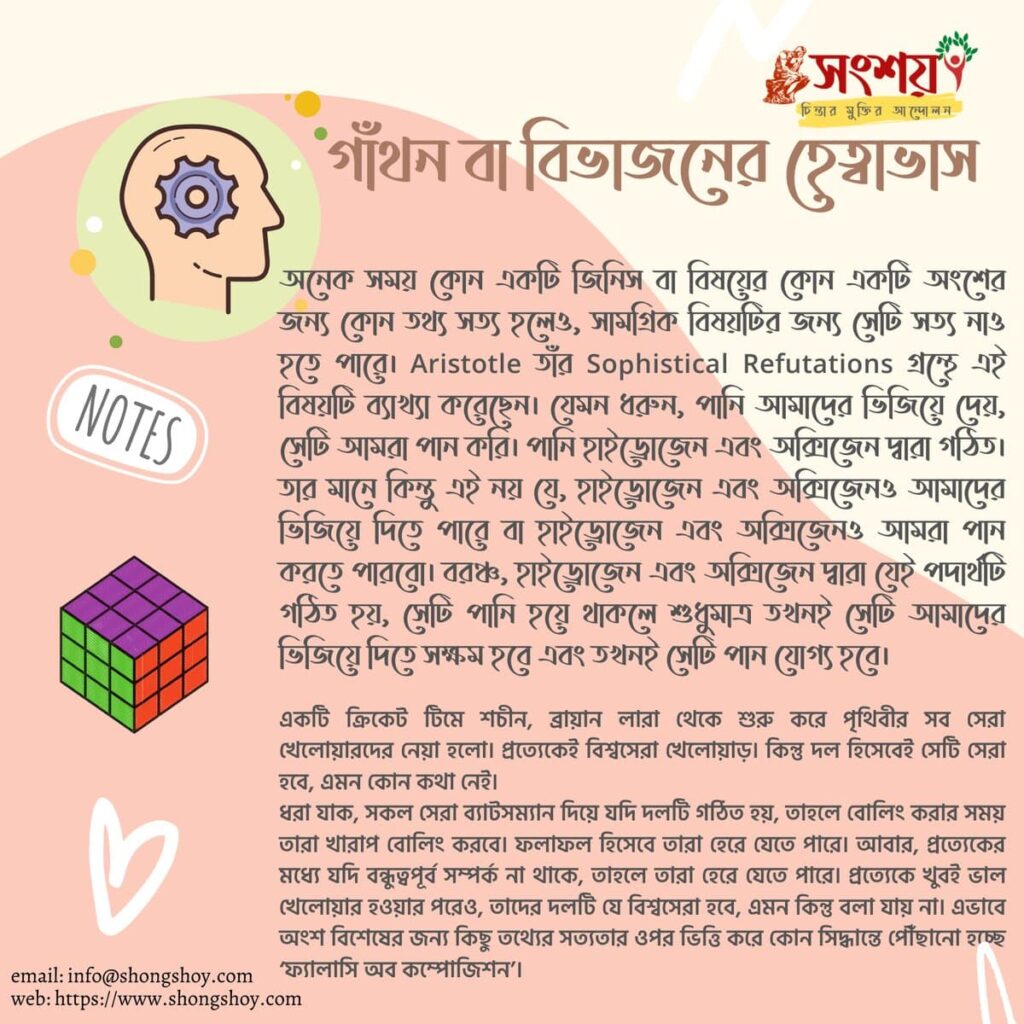 সংশয়
চিন্তার মুক্তির আন্দোলন
গাঁথন বা বিভাজনের হেত্বাভাস
অনেক সময় কোন একটি জিনিস বা বিষয়ের কোন একটি অংশের
জন্য কোন তথ্য সত্য হলেও, সামগ্রিক বিষয়টির জন্য সেটি সত্য নাও
হতে পারে। Aristotle তাঁর Sophistical Refutations গ্রন্থে এই
বিষয়টি ব্যাখ্যা করেছেন। যেমন ধরুন, পানি আমাদের ভিজিয়ে দেয়,
সেটি আমরা পান করি। পানি হাইড্রোজেন এবং অক্সিজেন দ্বারা গঠিত।
তার মানে কিন্তু এই নয় যে, হাইড্রোজেন এবং অক্সিজেনও আমাদের
ভিজিয়ে দিতে পারে বা হাইড্রোজেন এবং অক্সিজেনও আমরা পান
করতে পারবো। বরঞ্চ, হাইড্রোজেন এবং অক্সিজেন দ্বারা যেই পদার্থটি
গঠিত হয়, সেটি পানি হয়ে থাকলে শুধুমাত্র তখনই সেটি আমাদের
ভিজিয়ে দিতে সক্ষম হবে এবং তখনই সেটি পান যোগ্য হবে।
NOTES
একটি ক্রিকেট টিমে শচীন, ব্রায়ান লারা থেকে শুরু করে পৃথিবীর সব সেরা
খেলোয়ারদের নেয়া হলো। প্রত্যেকেই বিশ্বসেরা খেলোয়াড়। কিন্তু দল হিসেবেই সেটি সেরা
হবে, এমন কোন কথা নেই।
ধরা যাক, সকল সেরা ব্যাটসম্যান দিয়ে যদি দলটি গঠিত হয়, তাহলে বোলিং করার সময়
তারা খারাপ বোলিং করবে। ফলাফল হিসেবে তারা হেরে যেতে পারে। আবার, প্রত্যেকের
মধ্যে যদি বন্ধুত্বপূর্ব সম্পর্ক না থাকে, তাহলে তারা হেরে যেতে পারে। প্রত্যেকে খুবই ভাল
খেলোয়ার হওয়ার পরেও, তাদের দলটি যে বিশ্বসেরা হবে, এমন কিন্তু বলা যায় না। এভাবে
অংশ বিশেষের জন্য কিছু তথ্যের সত্যতার ওপর ভিত্তি করে কোন সিদ্ধান্তে পৌঁছানো হচ্ছে
‘ফ্যালাসি অব কম্পোজিশন’।
email: info@shongshoy.com
web: https://www.shongshoy.com